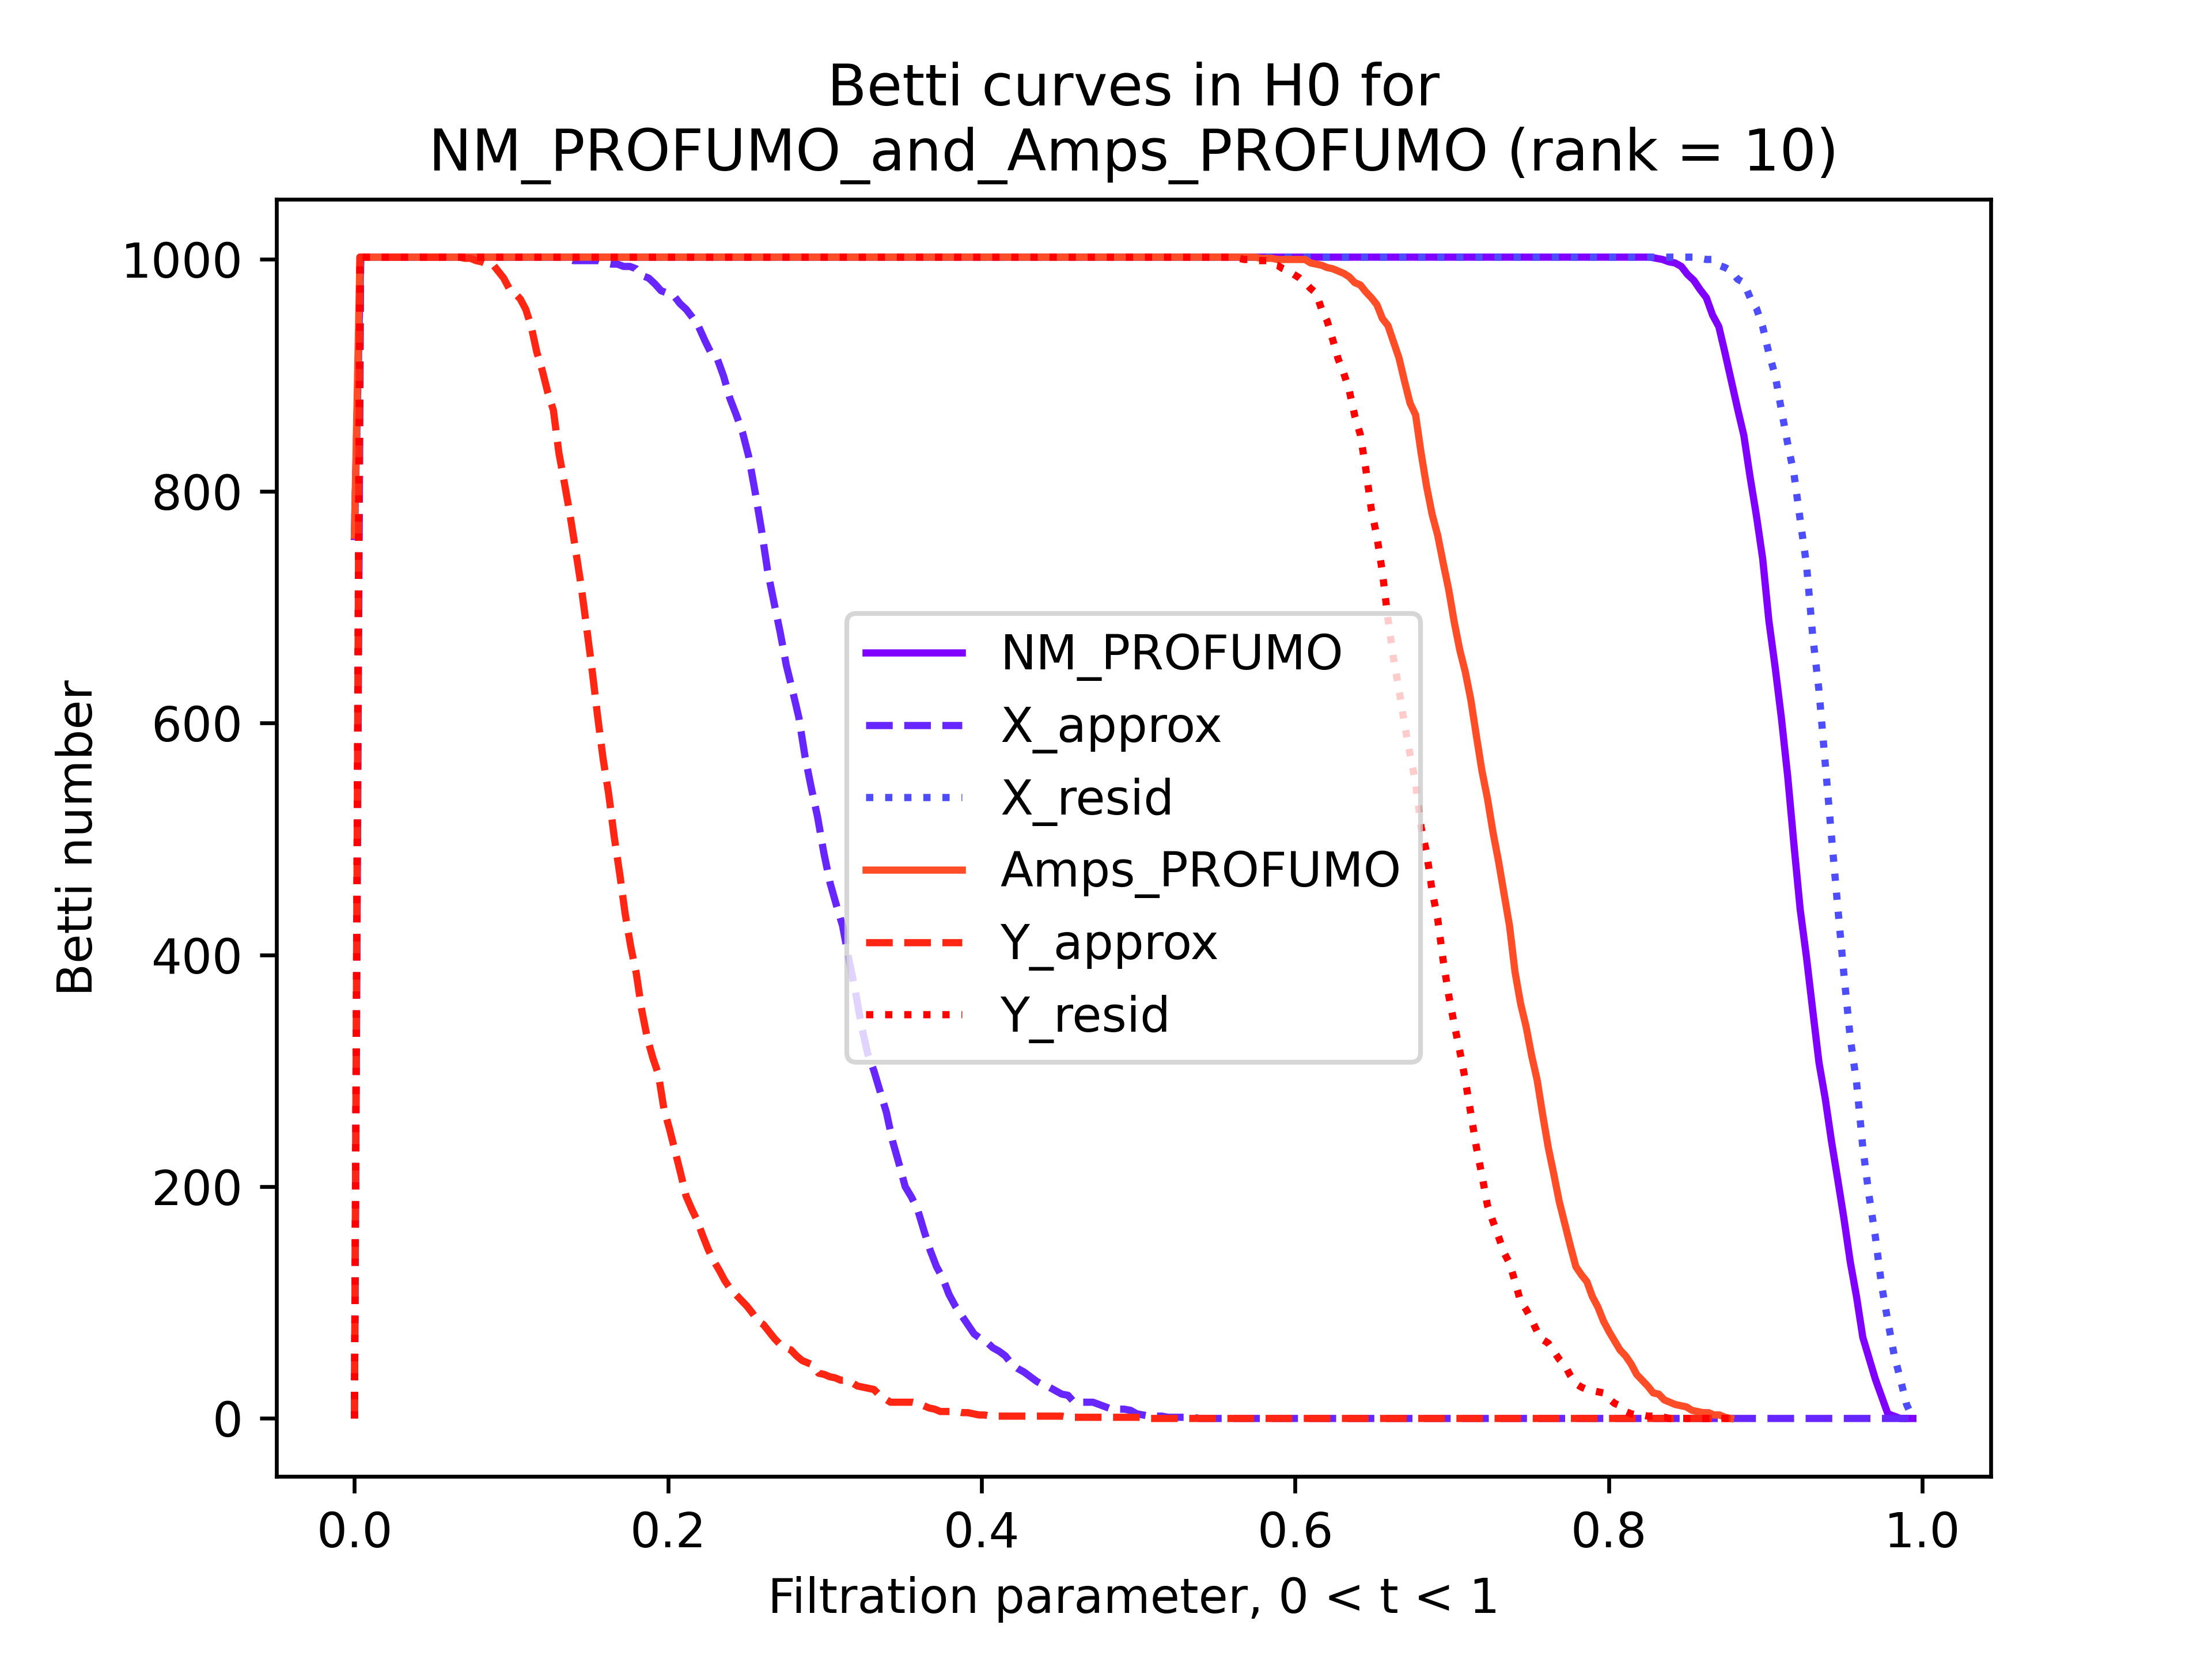 Betti curves in H0 for
NM_PROFUMO_and_Amps_PROFUMO (rank = 10)
Betti number
1000
800
600
400
200
0
NM_PROFUMO
X_approx
X_resid
Amps_PROFUMO
Y_approx
Y_resid
0.0 0.2 0.4 0.6 0.8 1.0
Filtration parameter, 0 < t < 1